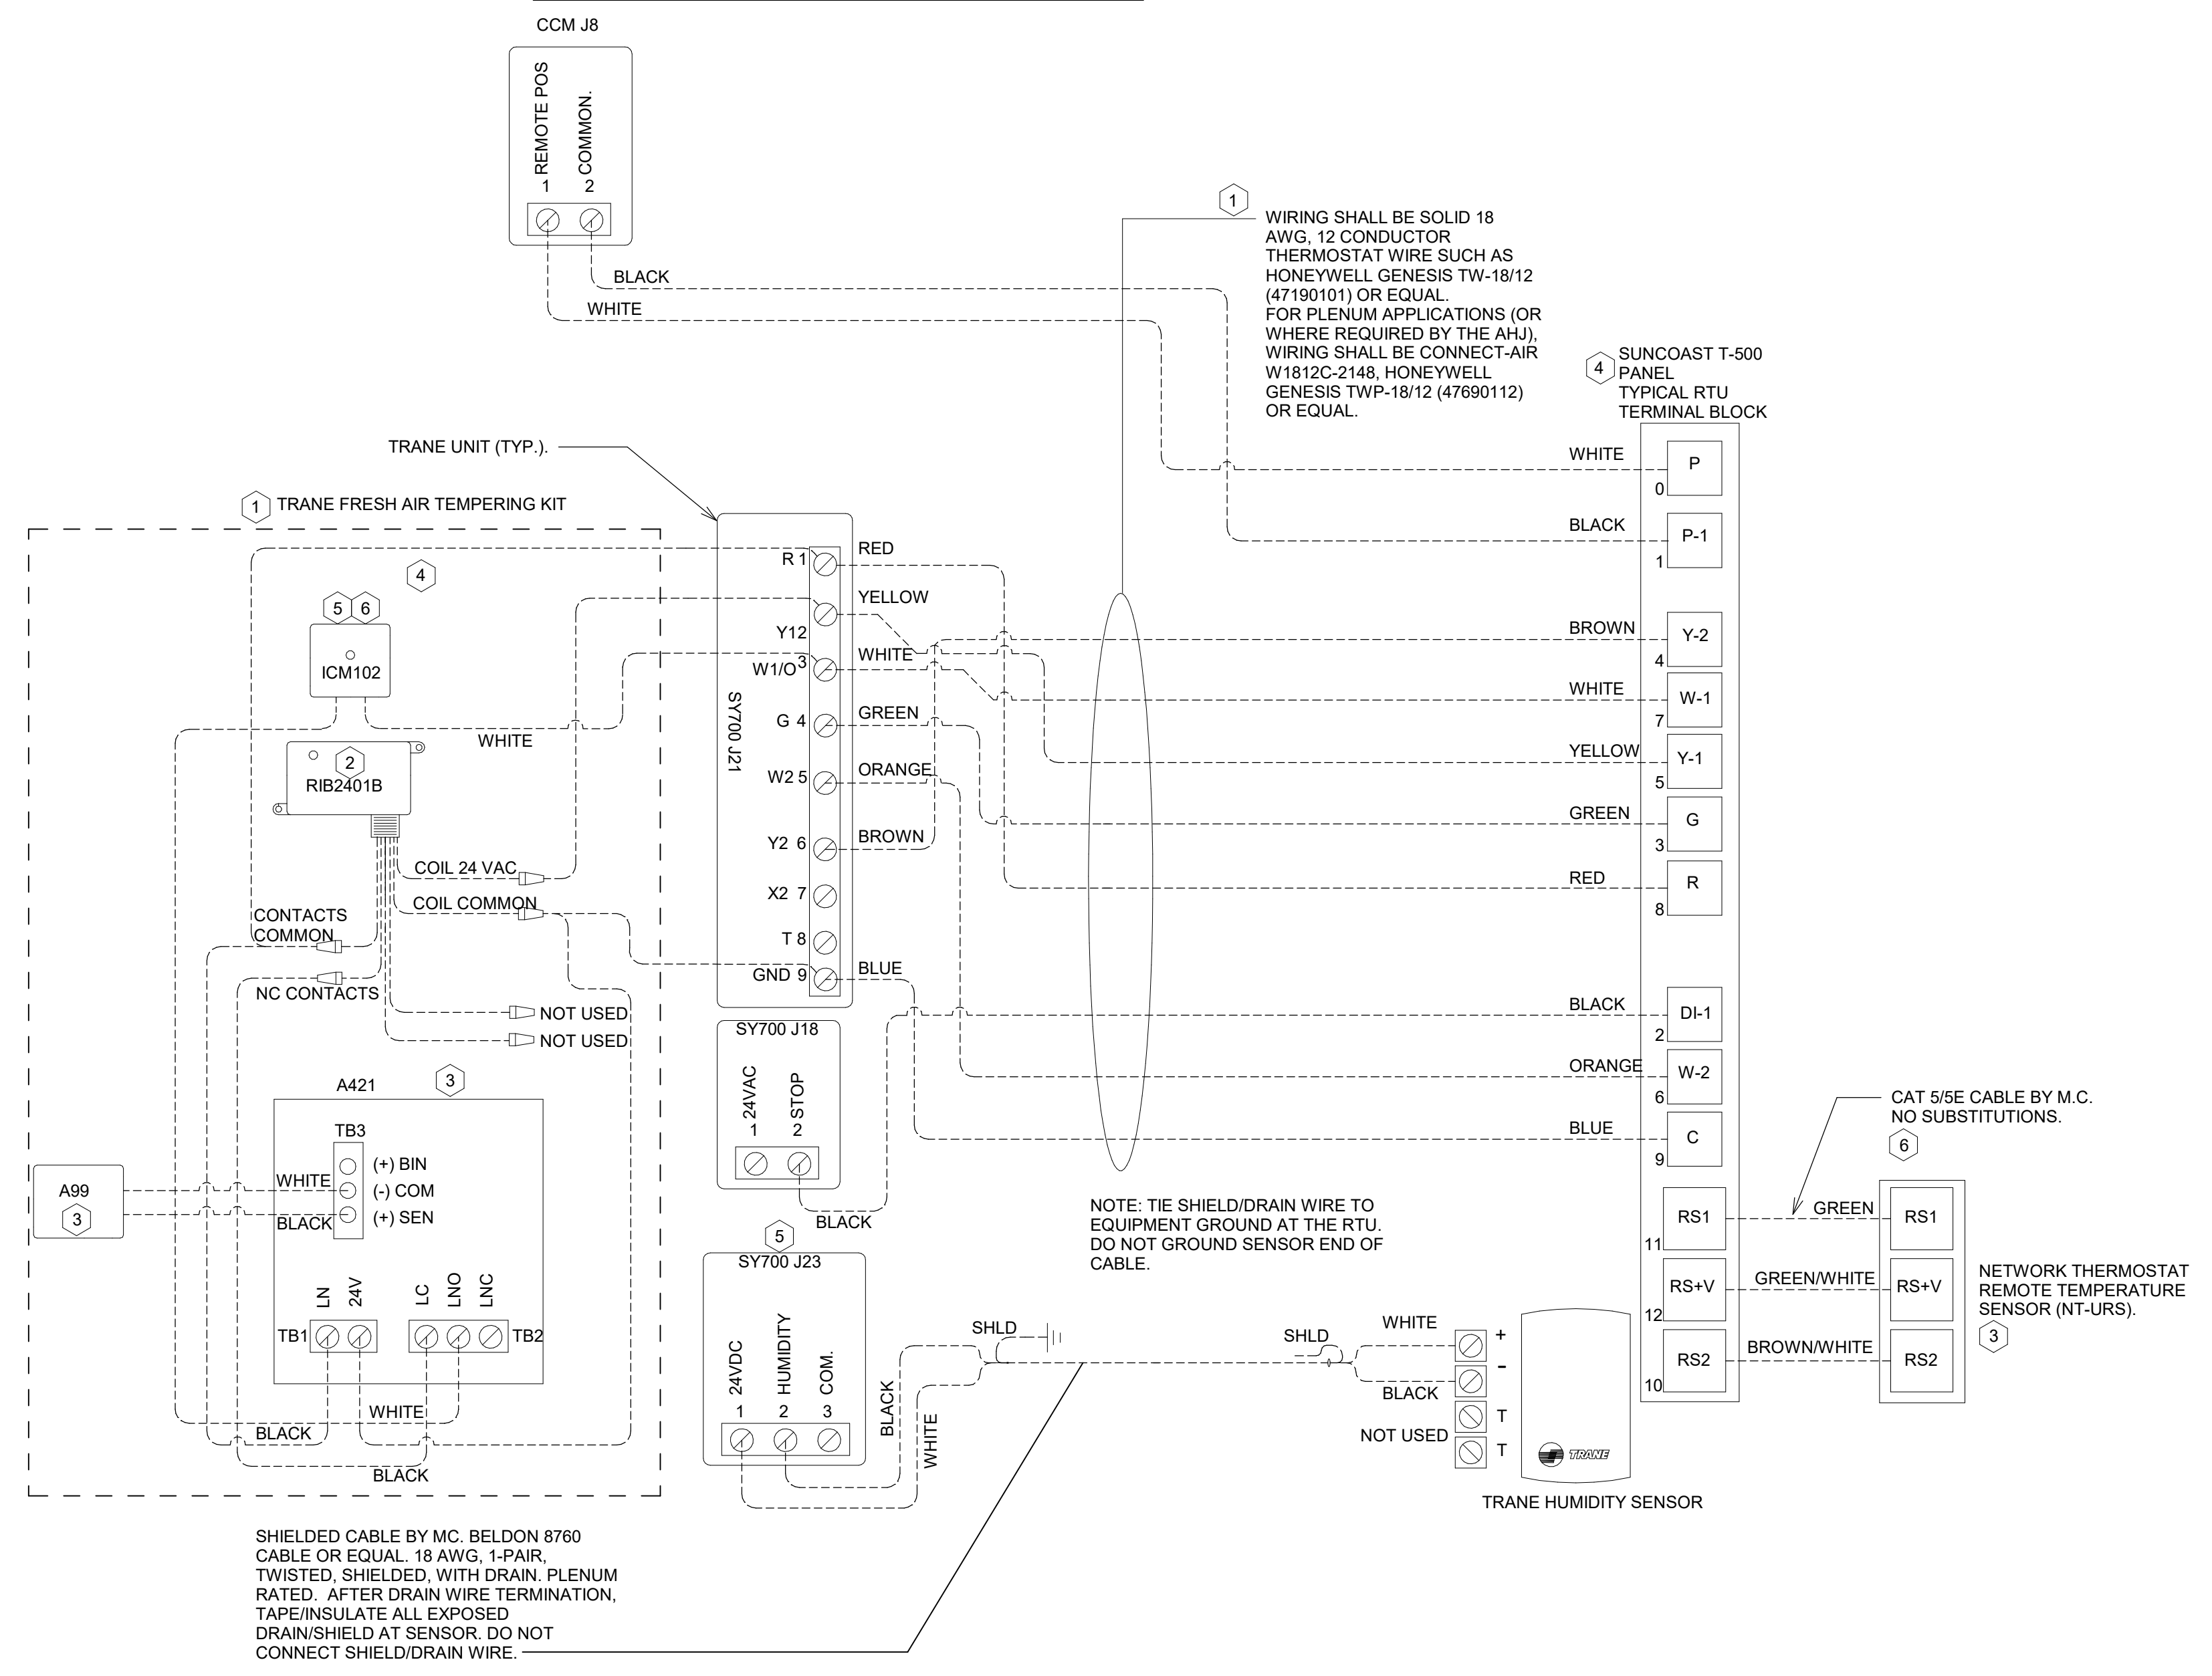 CCM J8
REMOTE POS
COMMON.
1 2
BLACK
WHITE
1
WIRING SHALL BE SOLID 18
AWG, 12 CONDUCTOR
THERMOSTAT WIRE SUCH AS
HONEYWELL GENESIS TW-18/12
(47190101) OR EQUAL.
FOR PLENUM APPLICATIONS (OR
WHERE REQUIRED BY THE AHJ),
WIRING SHALL BE CONNECT-AIR
W1812C-2148, HONEYWELL
GENESIS TWP-18/12 (47690112)
OR EQUAL.
4
SUNCOAST T-500
PANEL
TYPICAL RTU
TERMINAL BLOCK
WHITE
P
0
BLACK
P-1
1
BROWN
Y-2
4
WHITE
W-1
7
YELLOW
Y-1
5
GREEN
G
3
RED
R
8
BLACK
DI-1
2
ORANGE
W-2
6
BLUE
C
9
RS1
11
RS+V
12
RS2
10
TRANE UNIT (TYP.).
1 TRANE FRESH AIR TEMPERING KIT
4
5 6
ICM102
WHITE
2
RIB2401B
COIL 24 VAC
COIL COMMON
CONTACTS
COMMON
NC CONTACTS
NOT USED
NOT USED
SY700 J21
R 1
RED
YELLOW
Y12
W1/O 3
WHITE
G 4
GREEN
W2 5
ORANGE
Y2 6
BROWN
X2 7
T 8
GND 9
BLUE
SY700 J18
24VAC
STOP
1 2
BLACK
A421
3
TB3
(+) BIN
(-) COM
(+) SEN
A99
3
WHITE
BLACK
LN
24V
LC
LNO
LNC
TB1
TB2
WHITE
BLACK
BLACK
5
SY700 J23
24VDC
HUMIDITY
COM.
1 2 3
BLACK
WHITE
SHLD
SHLD
NOTE: TIE SHIELD/DRAIN WIRE TO
EQUIPMENT GROUND AT THE RTU.
DO NOT GROUND SENSOR END OF
CABLE.
WHITE
BLACK
NOT USED
+
-
T
T
TRANE
TRANE HUMIDITY SENSOR
CAT 5/5E CABLE BY M.C.
NO SUBSTITUTIONS.
6
GREEN
RS1
GREEN/WHITE
RS+V
BROWN/WHITE
RS2
NETWORK THERMOSTAT
REMOTE TEMPERATURE
SENSOR (NT-URS).
3
SHIELDED CABLE BY MC. BELDON 8760
CABLE OR EQUAL. 18 AWG, 1-PAIR,
TWISTED, SHIELDED, WITH DRAIN. PLENUM
RATED. AFTER DRAIN WIRE TERMINATION,
TAPE/INSULATE ALL EXPOSED
DRAIN/SHIELD AT SENSOR. DO NOT
CONNECT SHIELD/DRAIN WIRE.